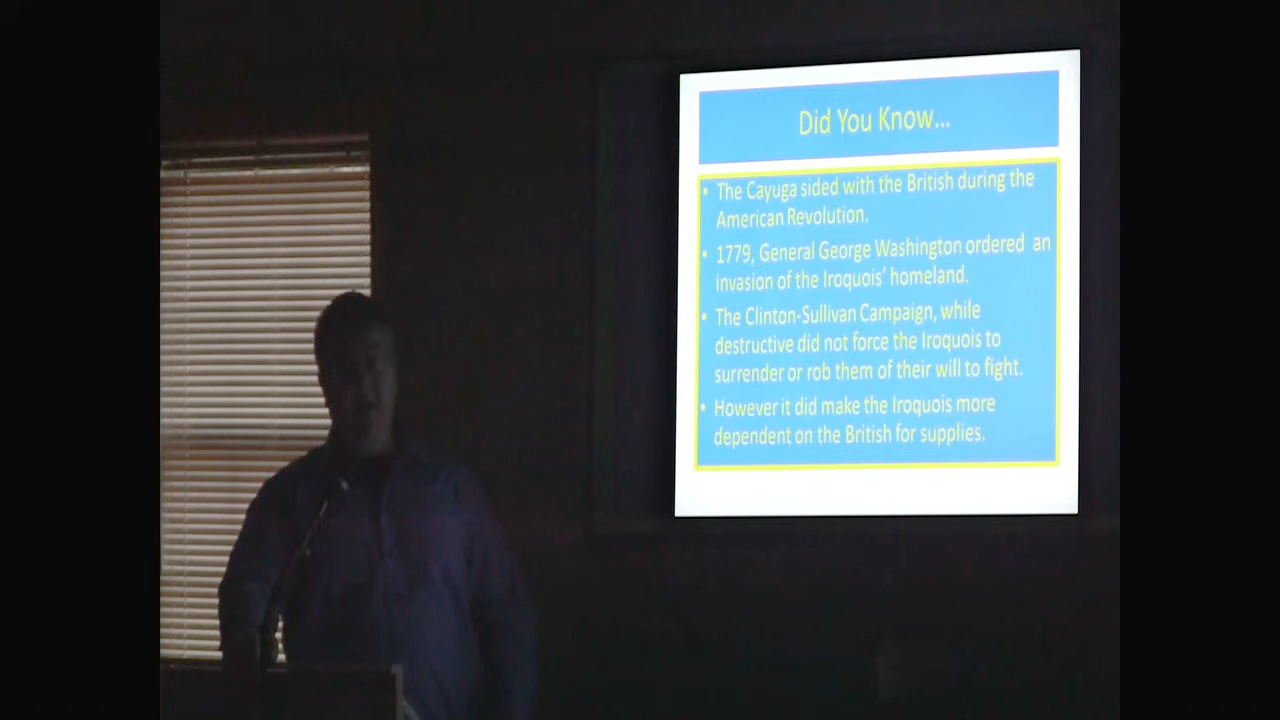 Did You Know...
• The Cayuga sided with the British during the
American Revolution.
• 1779, General George Washington ordered an
invasion of the Iroquois' homeland.
• The Clinton-Sullivan Campaign, while
destructive did not force the Iroquois to
surrender or rob them of their will to fight.
• However it did make the Iroquois more
dependent on the British for supplies.